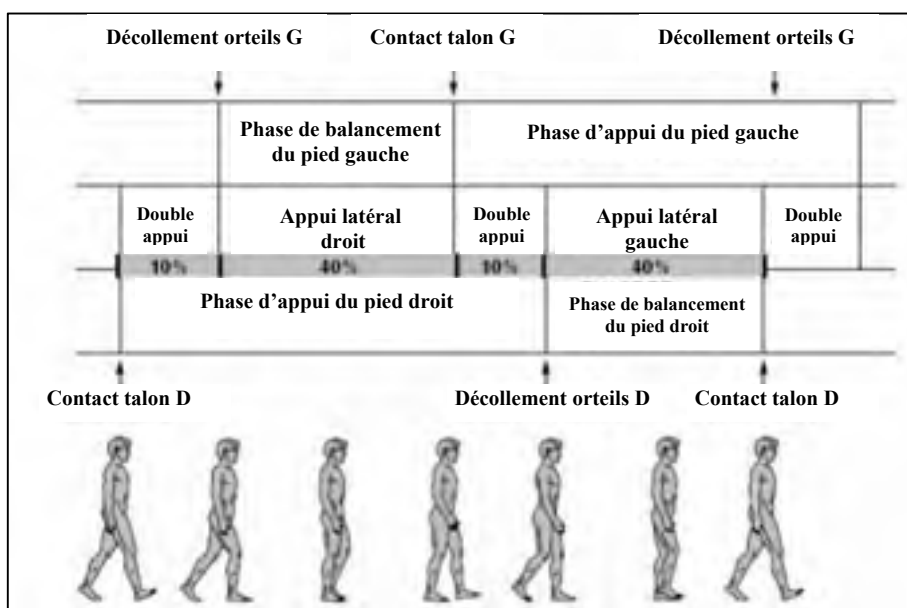 Décollement orteils G
Contact talon G
Décollement orteils G
Phase de balancement
du pied gauche
Phase d'appui du pied gauche
Double
appui
Appui latéral
droit
Double
appui
Appui latéral
gauche
Double
appui
10%
40%
10%
40%
Phase d'appui du pied droit
Phase de balancement
du pied droit
Contact talon D
Décollement orteils D
Contact talon D